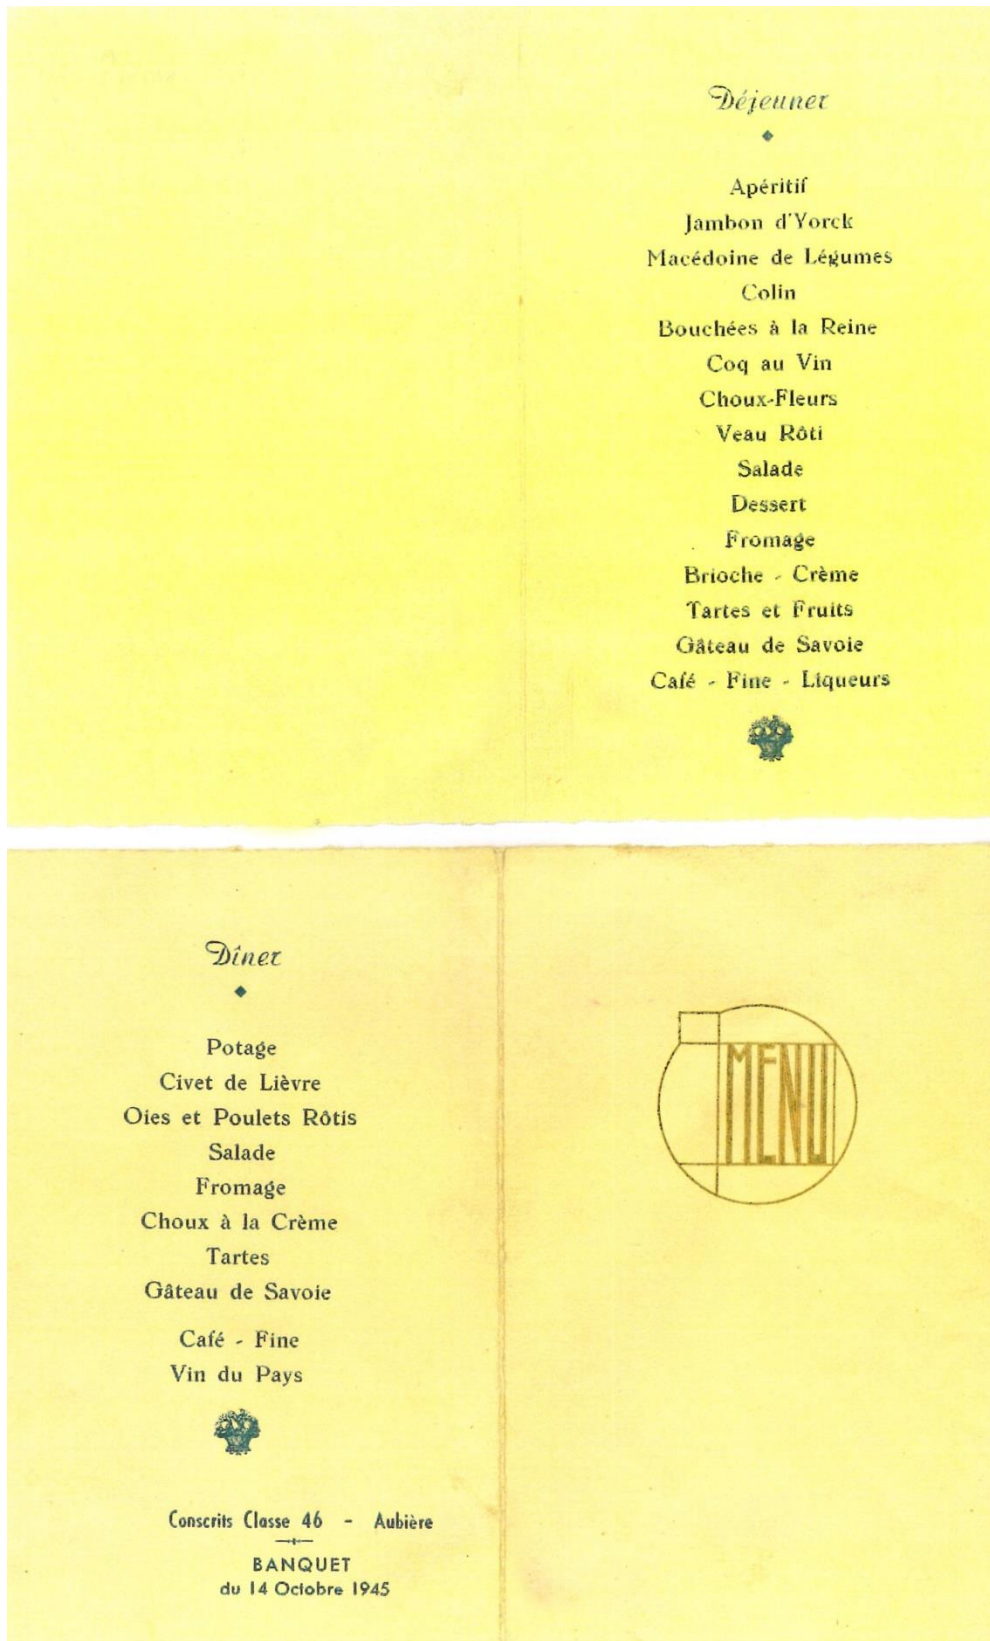 Déjeuner
Apéritif
Jambon d'Yorck
Macédoine de Légumes
Colin
Bouchées à la Reine
Coq au Vin
Choux-Fleurs
Veau Rôti
Salade
Dessert
Fromage
Brioche - Crème
Tartes et Fruits
Gâteau de Savoie
Café - Fine - Liqueurs
Dîner
Potage
Civet de Lièvre
Oies et Poulets Rôtis
Salade
Fromage
Choux à la Crème
Tartes
Gâteau de Savoie
Café - Fine
Vin du Pays
Conscrits Classe 46 - Aubière
BANQUET
du 14 Octobre 1945
MENU